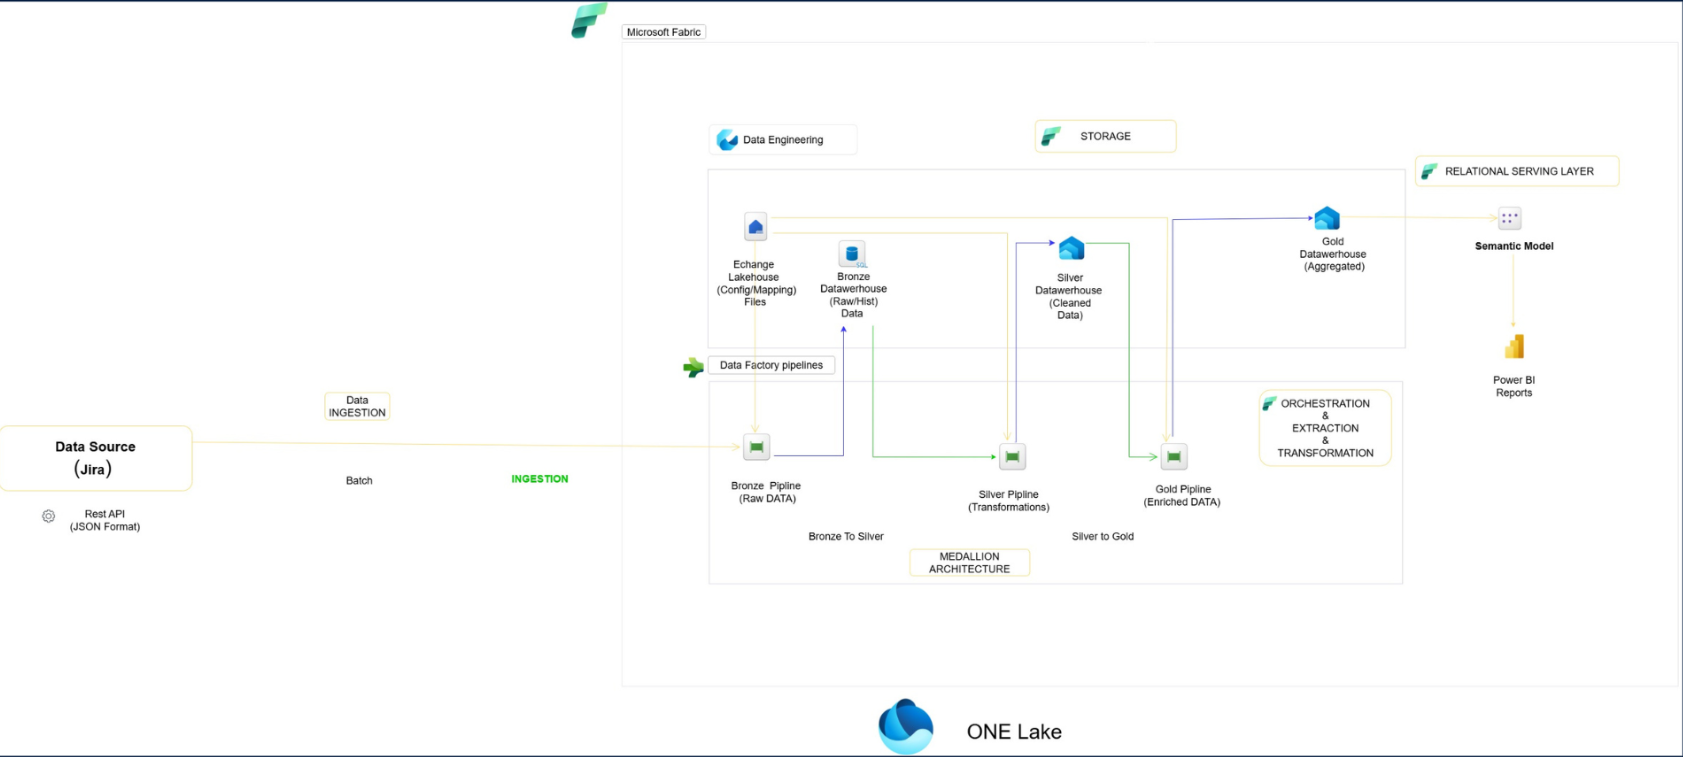 Microsoft Fabric
Data Engineering
STORAGE
RELATIONAL SERVING LAYER
Echange
Lakehouse
(Config/Mapping)
Files
SQL
Bronze
Datawerhouse
(Raw/Hist)
Data
Silver
Datawerhouse
(Cleaned
Data)
Gold
Datawerhouse
(Aggregated)
Semantic Model
Power BI
Reports
Data Factory pipelines
Data
INGESTION
Data Source
(Jira)
Batch
INGESTION
Rest API
(JSON Format)
Bronze Pipline
(Raw DATA)
Silver Pipline
(Transformations)
Gold Pipline
(Enriched DATA)
ORCHESTRATION
&
EXTRACTION
&
TRANSFORMATION
Bronze To Silver
Silver to Gold
MEDALLION
ARCHITECTURE
ONE Lake